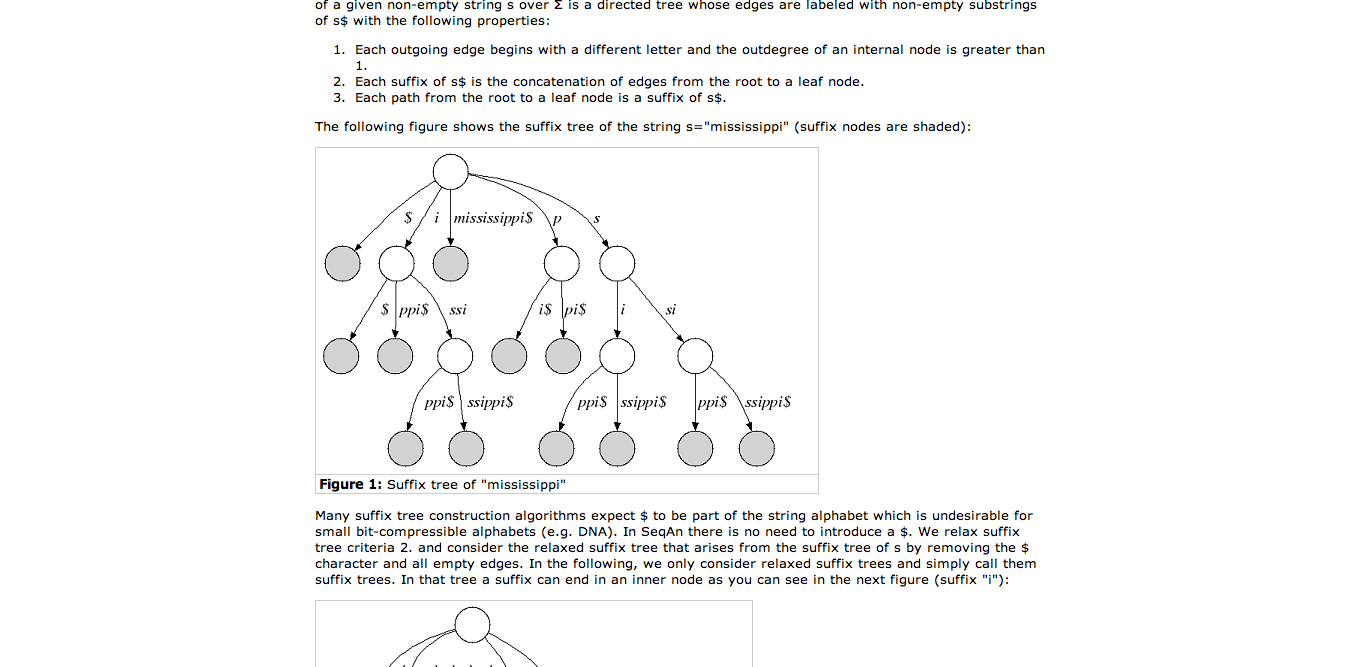 of a given non-empty string s over Σ is a directed tree whose edges are labeled with non-empty substrings
of s$ with the following properties:
1. Each outgoing edge begins with a different letter and the outdegree of an internal node is greater than
1.
2. Each suffix of s$ is the concatenation of edges from the root to a leaf node.
3. Each path from the root to a leaf node is a suffix of s$.
The following figure shows the suffix tree of the string s="mississippi" (suffix nodes are shaded):
$ i mississippi$ p s
$ ppi$ ssi i$ pi$ i si
ppi$ ssippi$ ppi$ ssippi$ ppi$ ssippi$
Figure 1: Suffix tree of "mississippi"
Many suffix tree construction algorithms expect $ to be part of the string alphabet which is undesirable for
small bit-compressible alphabets (e.g. DNA). In SeqAn there is no need to introduce a $. We relax suffix
tree criteria 2. and consider the relaxed suffix tree that arises from the suffix tree of s by removing the $
character and all empty edges. In the following, we only consider relaxed suffix trees and simply call them
suffix trees. In that tree a suffix can end in an inner node as you can see in the next figure (suffix "i"):